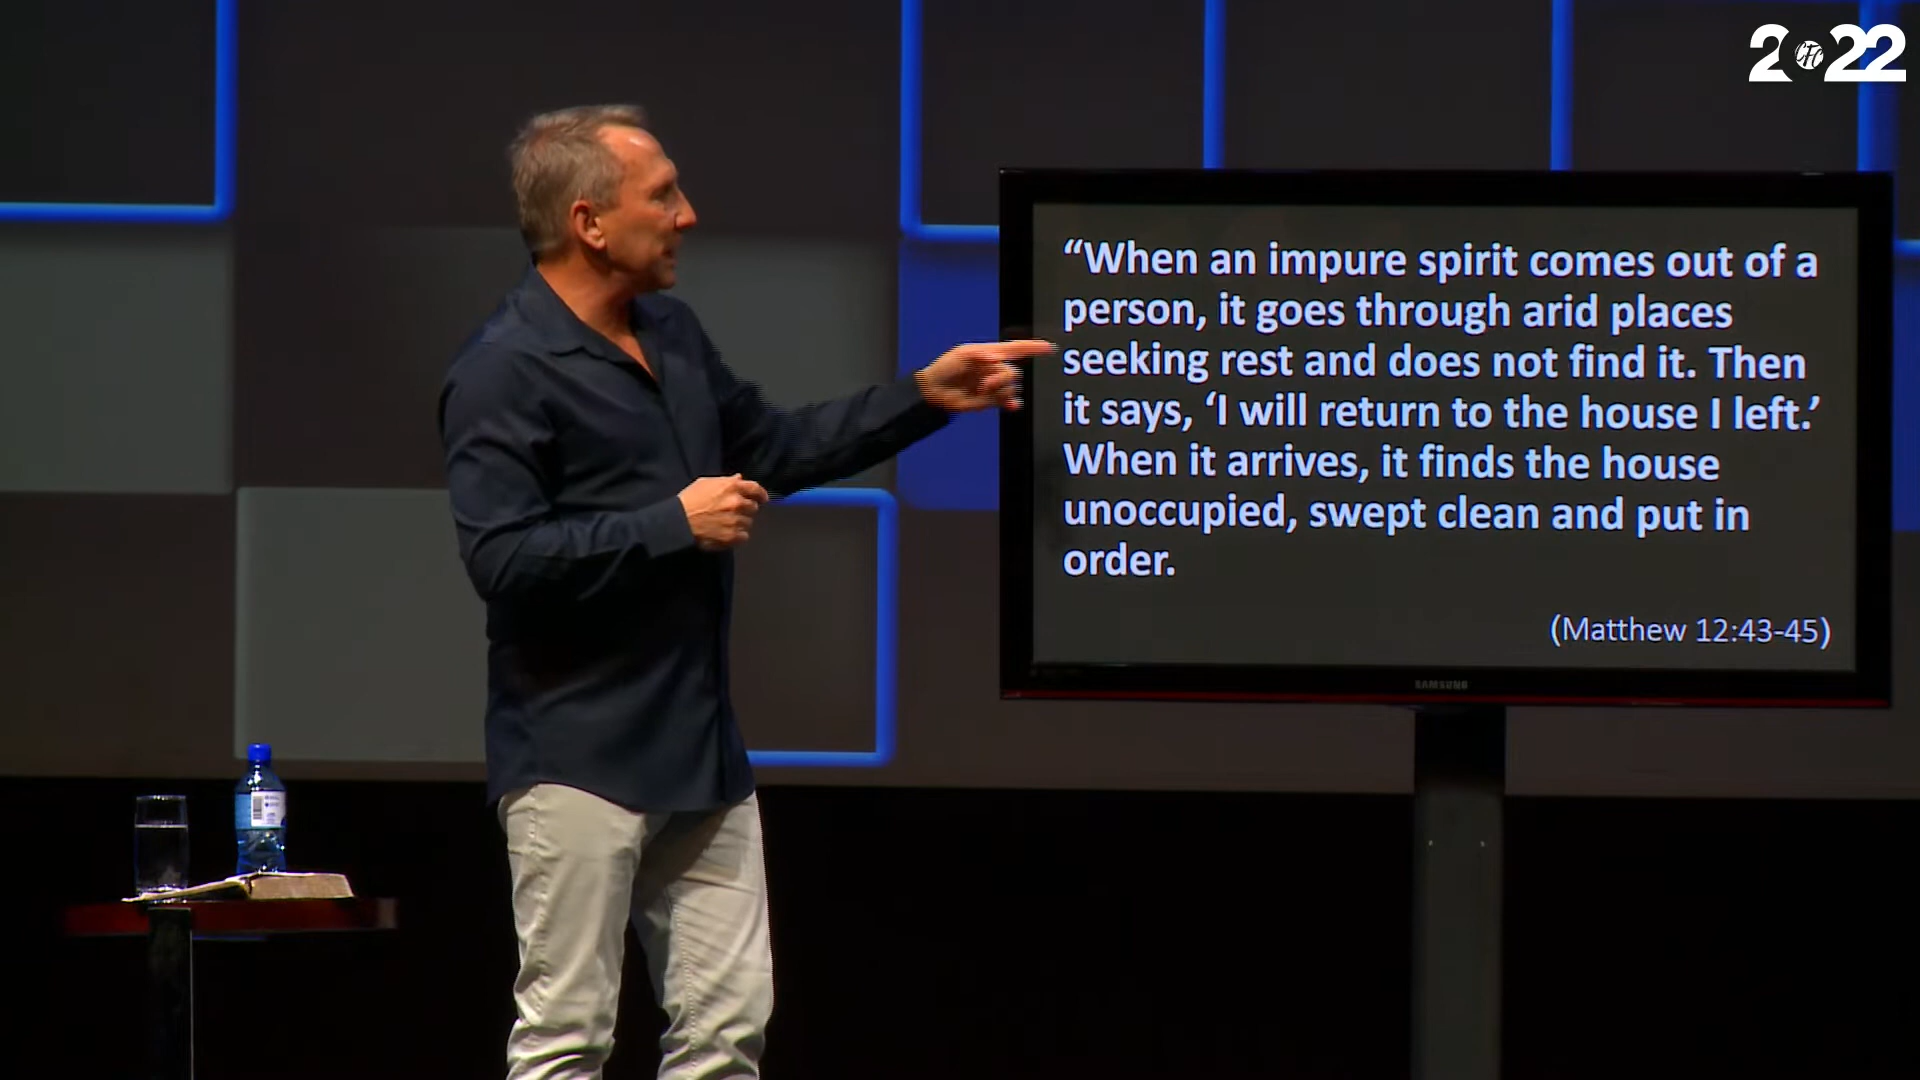 2022
CFC
“When an impure spirit comes out of a
person, it goes through arid places
seeking rest and does not find it. Then
it says, ‘I will return to the house I left.’
When it arrives, it finds the house
unoccupied, swept clean and put in
order.
(Matthew 12:43-45)
SAMSUNG